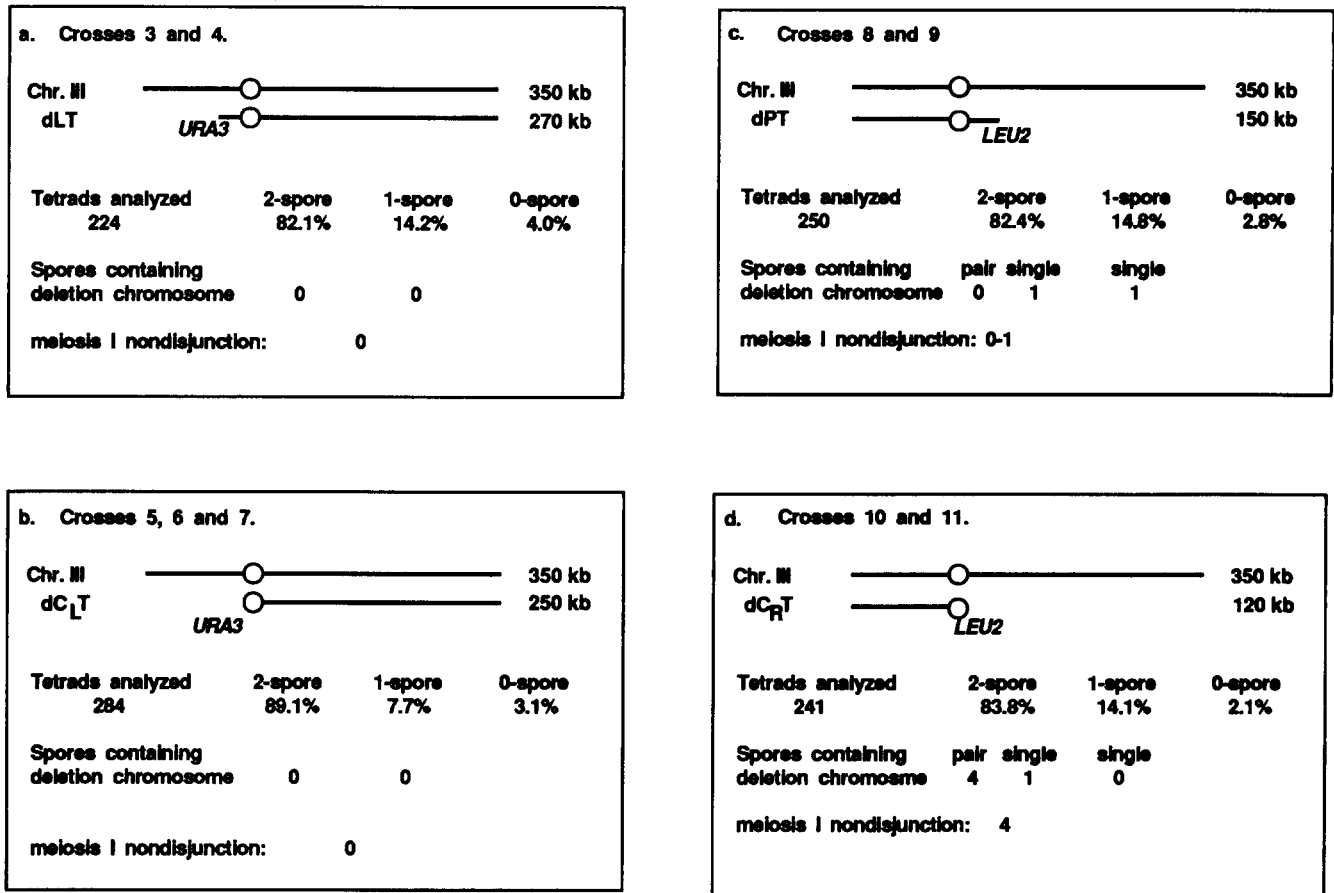 a. Crosses 3 and 4.
Chr. III 350 kb
dLT 270 kb
URA3
Tetrads analyzed 2-spore 1-spore 0-spore
224 82.1% 14.2% 4.0%
Spores containing
deletion chromosome 0 0
meiosis I nondisjunction: 0
c. Crosses 8 and 9
Chr. III 350 kb
dPT 150 kb
LEU2
Tetrads analyzed 2-spore 1-spore 0-spore
250 82.4% 14.8% 2.8%
Spores containing pair single single
deletion chromosome 0 1 1
meiosis I nondisjunction: 0-1
b. Crosses 5, 6 and 7.
Chr. III 350 kb
dCLT 250 kb
URA3
Tetrads analyzed 2-spore 1-spore 0-spore
284 89.1% 7.7% 3.1%
Spores containing
deletion chromosome 0 0
meiosis I nondisjunction: 0
d. Crosses 10 and 11.
Chr. III 350 kb
dCRT 120 kb
LEU2
Tetrads analyzed 2-spore 1-spore 0-spore
241 83.8% 14.1% 2.1%
Spores containing pair single single
deletion chromosme 4 1 0
meiosis I nondisjunction: 4